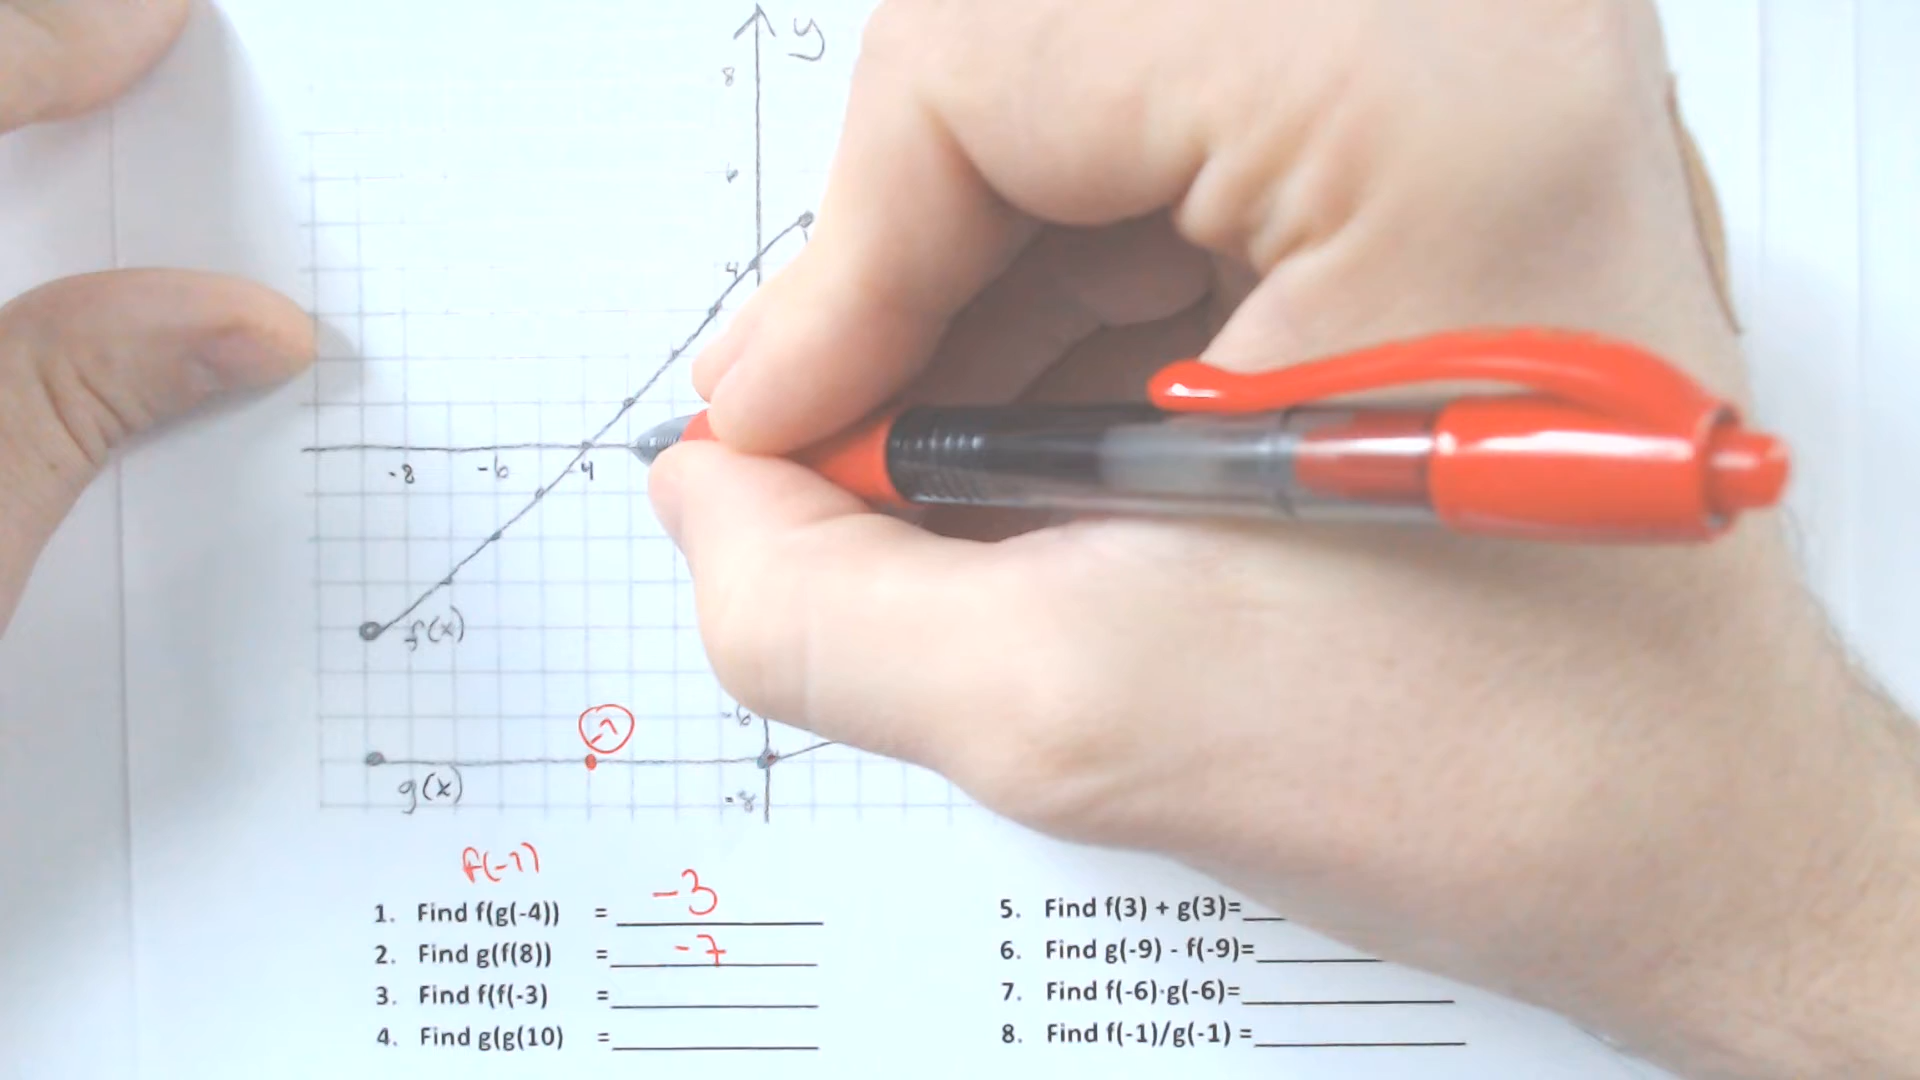 y
8
6
4
-8 -6 -4
f(x)
-6
-7
g(x)
-8
f(-7)
1. Find f(g(-4)) = -3
2. Find g(f(8)) = -7
3. Find f(f(-3) =
4. Find g(g(10) =
5. Find f(3) + g(3)=
6. Find g(-9) - f(-9)=
7. Find f(-6)·g(-6)=
8. Find f(-1)/g(-1) =